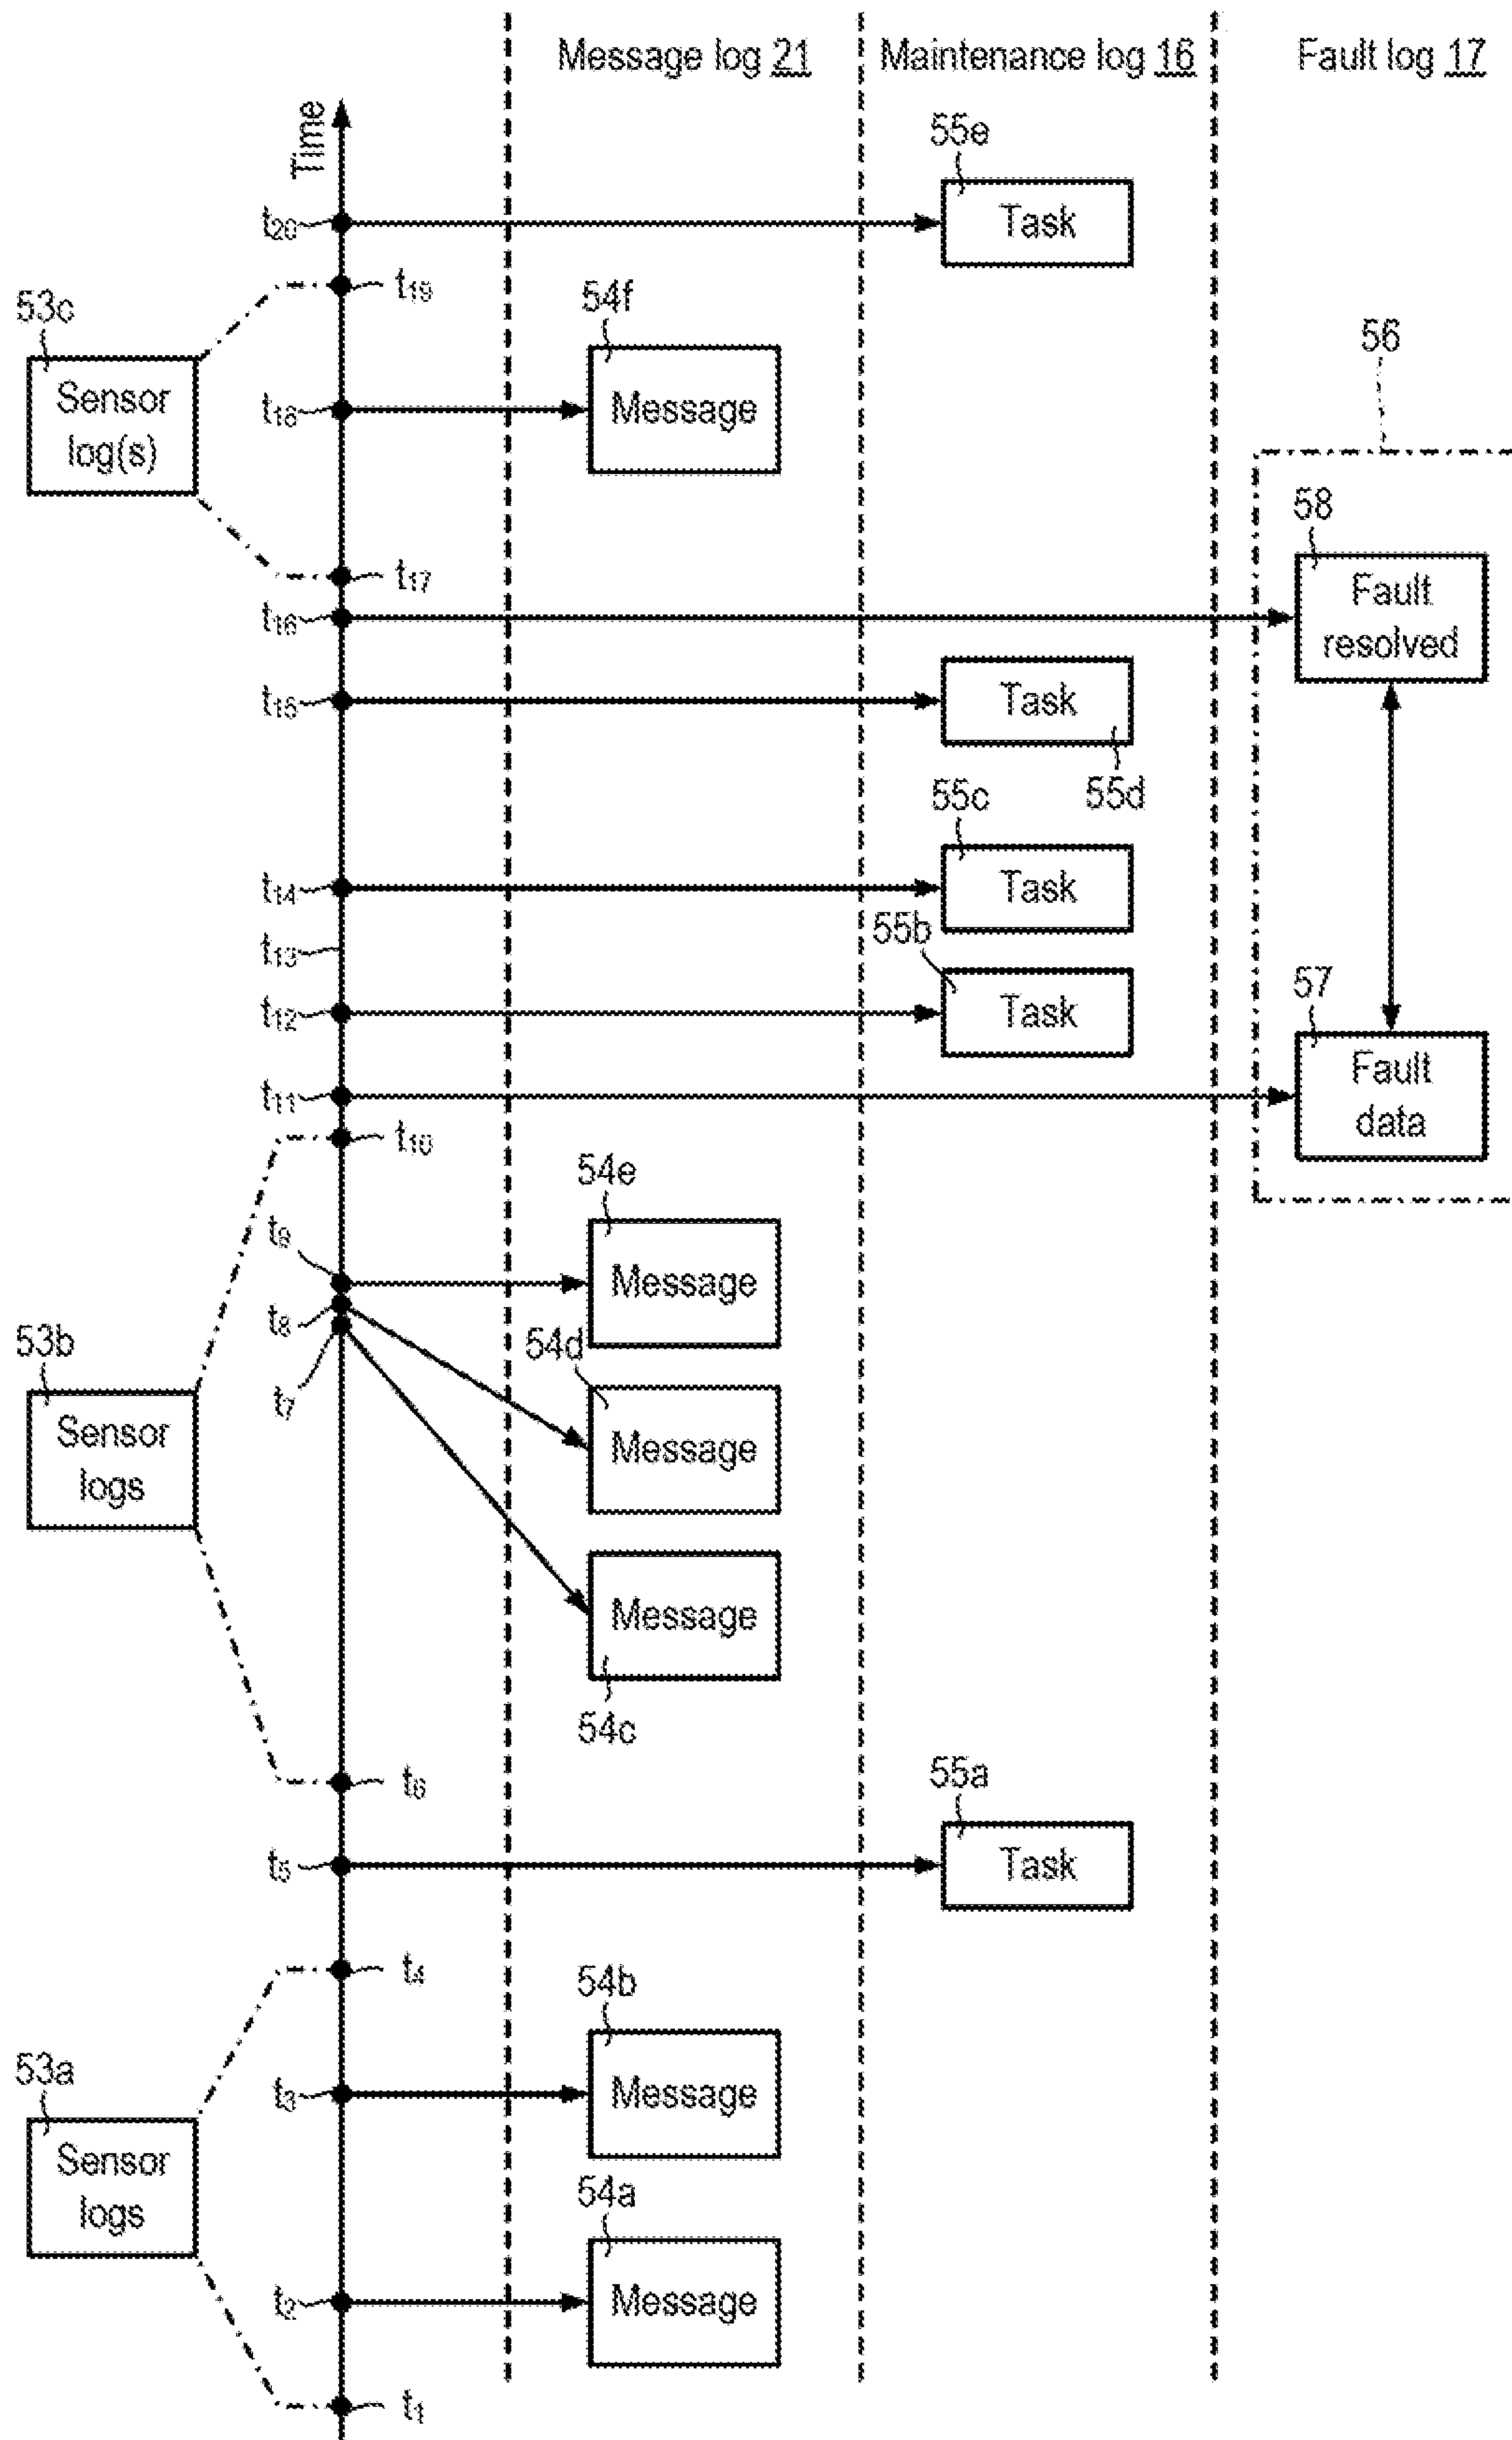 Message log 21
Maintenance log 16
Fault log 17
Time
55e
t20
Task
t19
53c
54f
56
Sensor
log(s)
t18
Message
58
t17
Fault
resolved
t16
t15
Task
55d
55c
t14
Task
55b
t13
57
t12
Task
Fault
data
t11
t10
54e
t9
Message
t8
53b
54d
t7
Sensor
logs
Message
Message
54c
t6
55a
t5
Task
t4
54b
53a
t3
Message
Sensor
logs
54a
t2
Message
t1